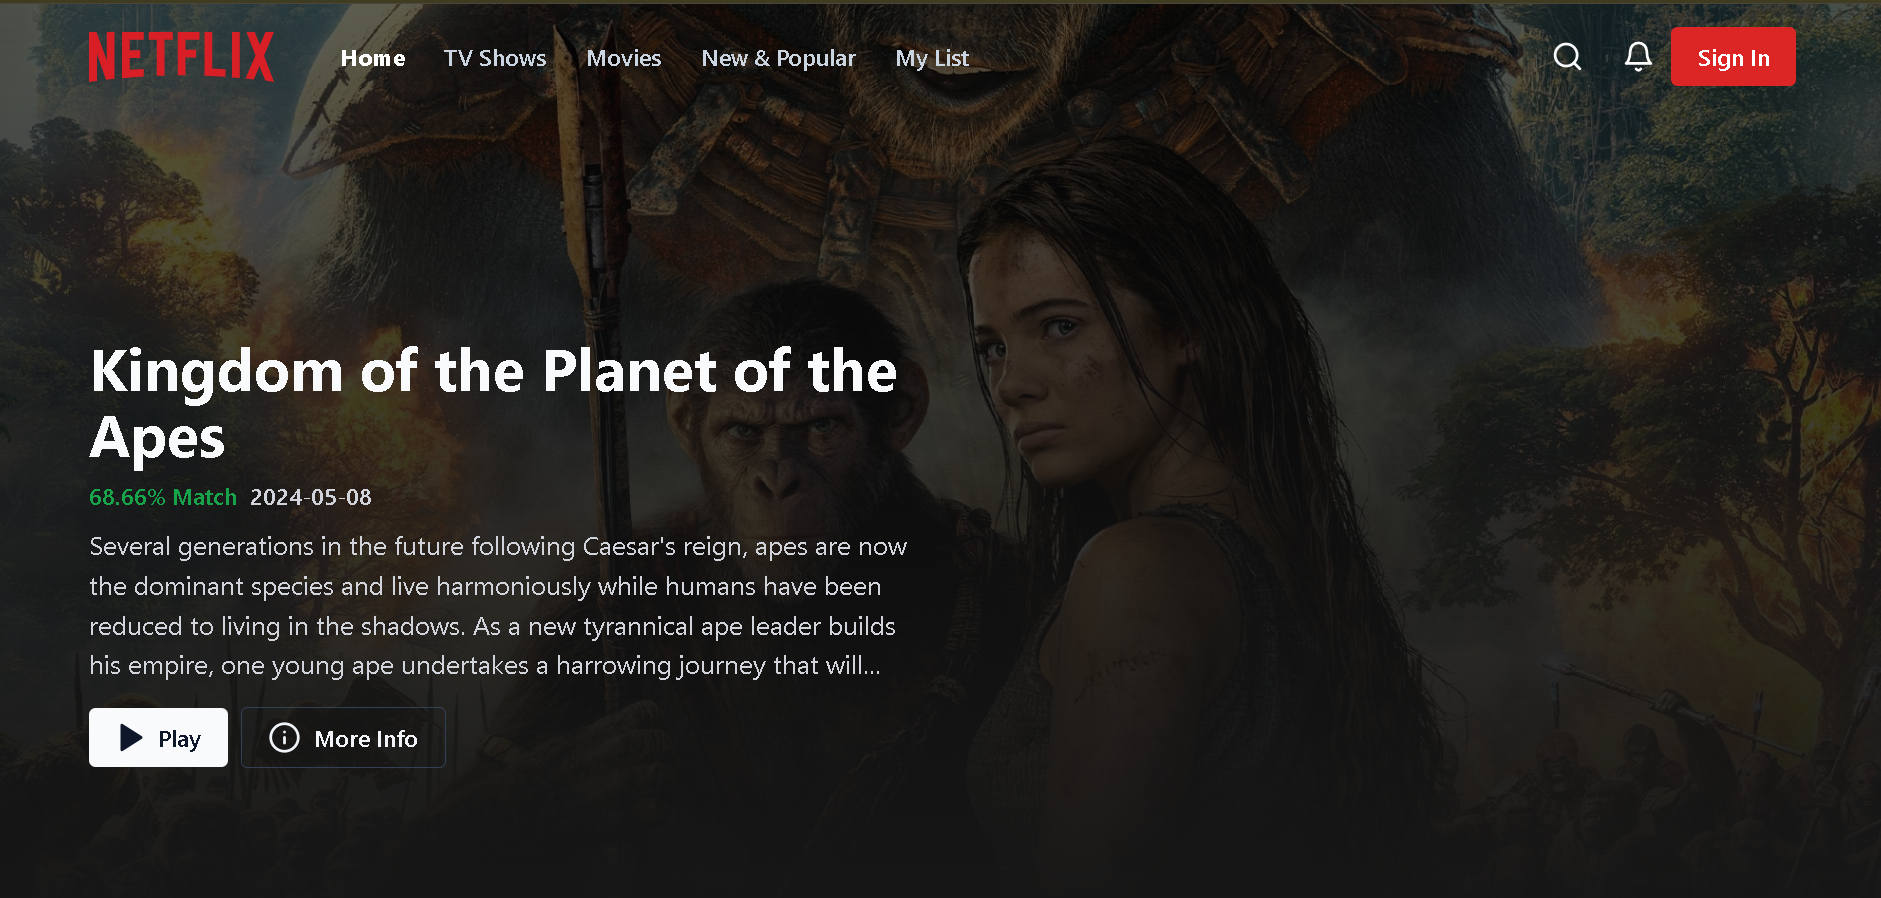 NETFLIX
Home TV Shows Movies New & Popular My List
Sign In
Kingdom of the Planet of the
Apes
68.66% Match 2024-05-08
Several generations in the future following Caesar's reign, apes are now
the dominant species and live harmoniously while humans have been
reduced to living in the shadows. As a new tyrannical ape leader builds
his empire, one young ape undertakes a harrowing journey that will...
Play
More Info